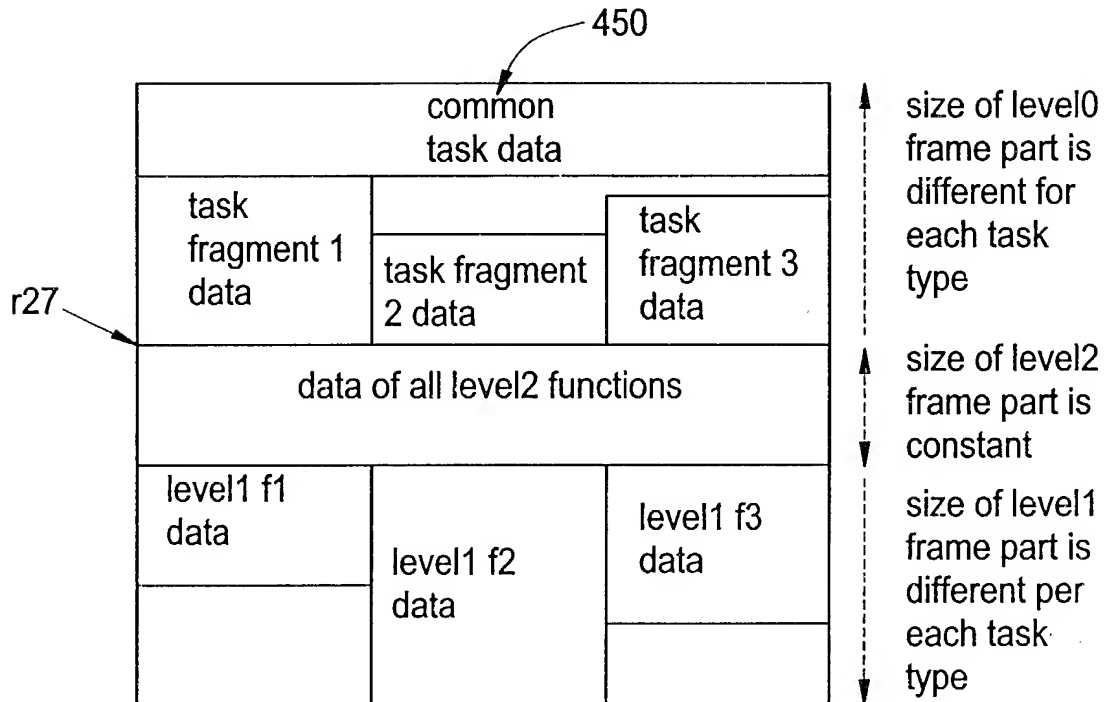 450
common
task data
size of level0
frame part is
different for
each task
type
task
fragment 1
data
task fragment
2 data
task
fragment 3
data
r27
data of all level2 functions
size of level2
frame part is
constant
level1 f1
data
level1 f2
data
level1 f3
data
size of level1
frame part is
different per
each task
type